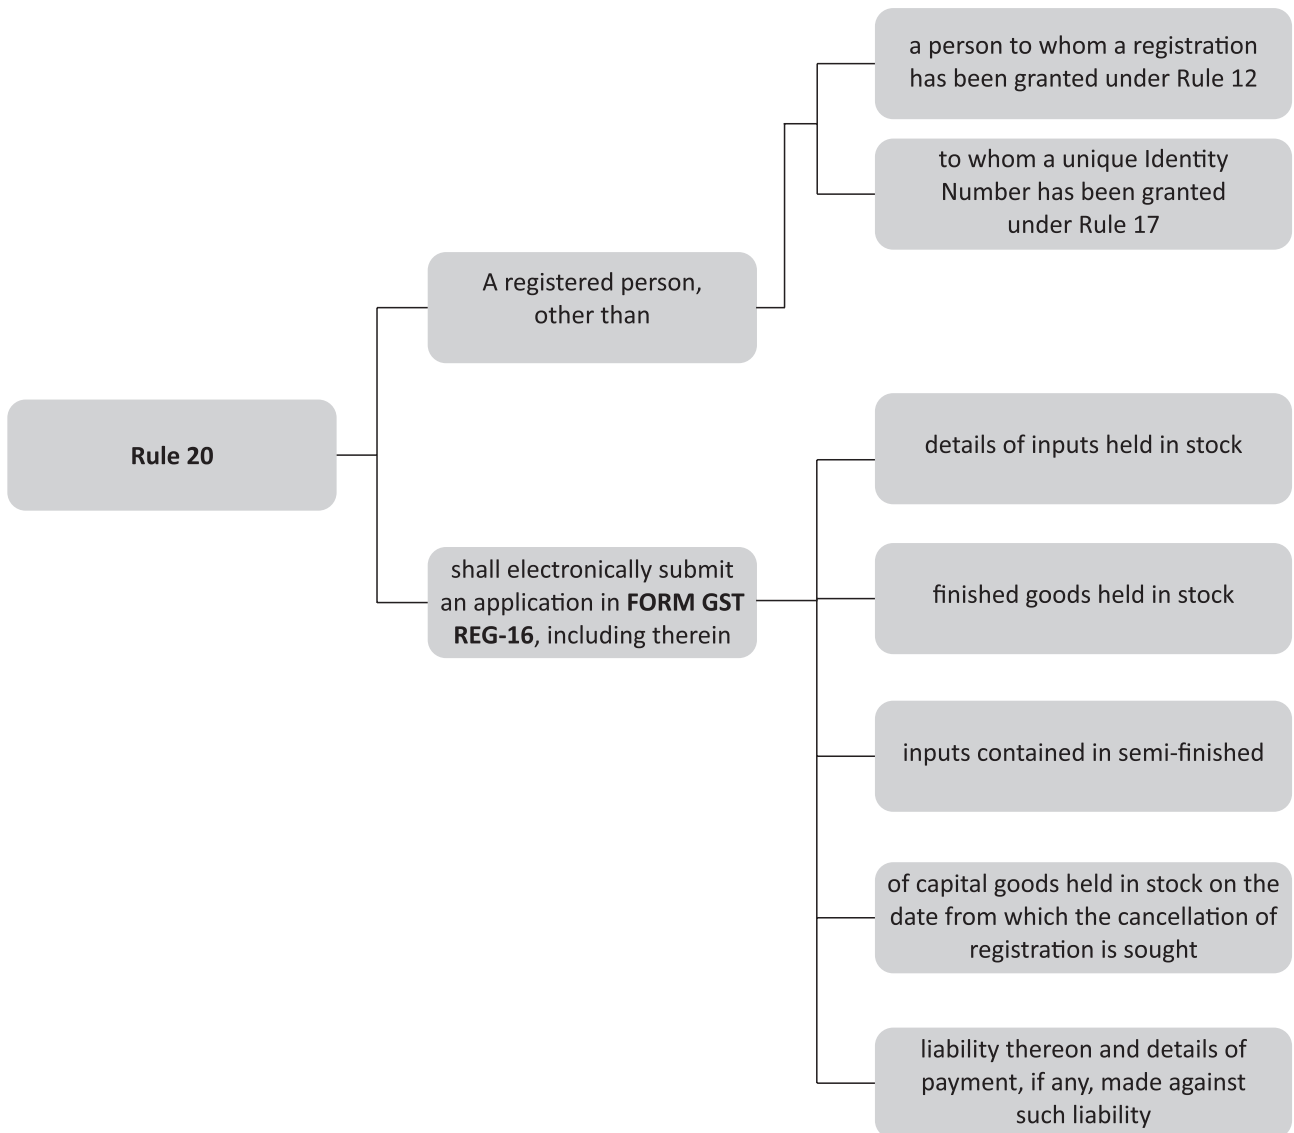 Rule 20
A registered person,
other than
a person to whom a registration
has been granted under Rule 12
to whom a unique Identity
Number has been granted
under Rule 17
shall electronically submit
an application in FORM GST
REG-16, including therein
details of inputs held in stock
finished goods held in stock
inputs contained in semi-finished
of capital goods held in stock on the
date from which the cancellation of
registration is sought
liability thereon and details of
payment, if any, made against
such liability